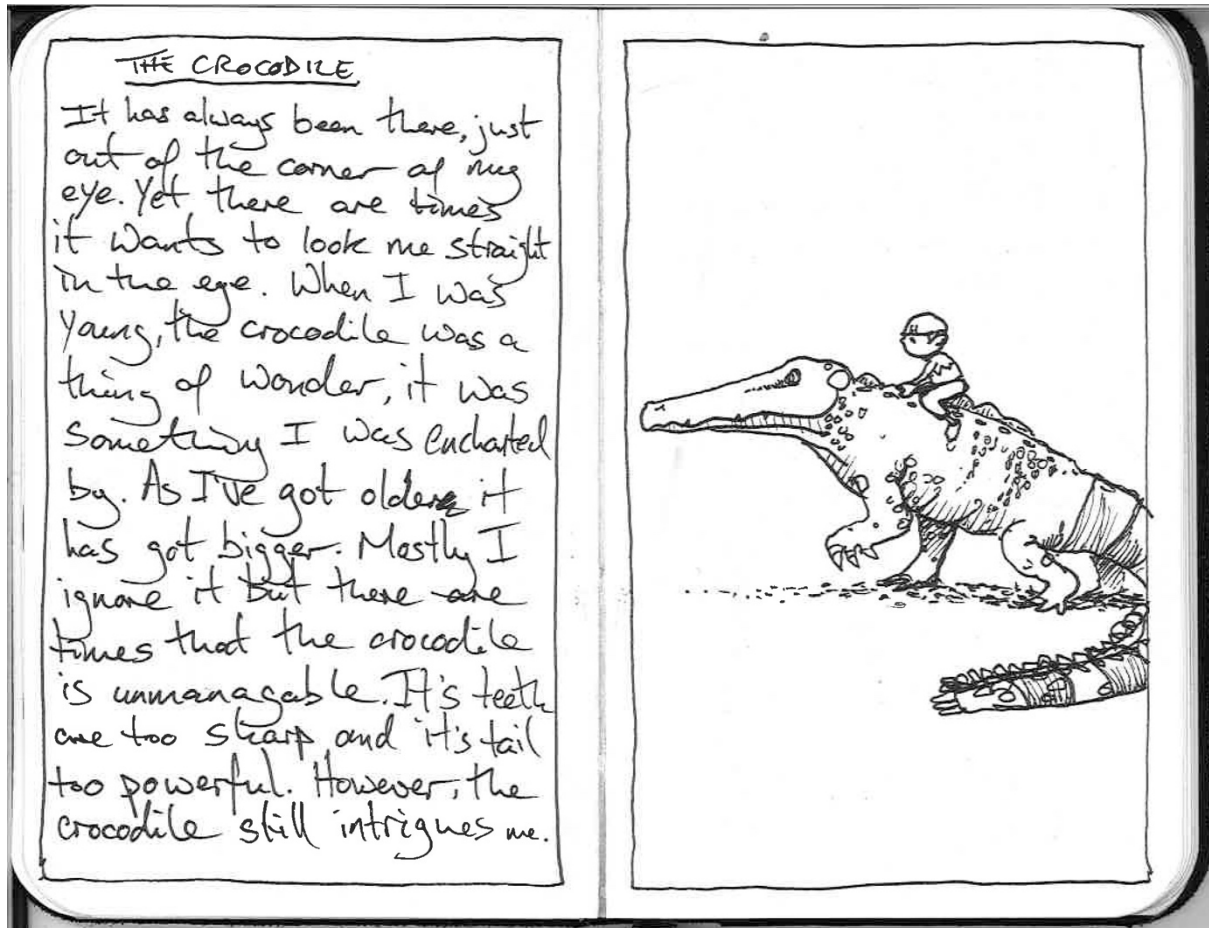 THE CROCODILE
It has always been there, just
out of the corner of my
eye. Yet there are times
it wants to look me straight
in the eye. When I was
young, the crocodile was a
thing of wonder, it was
something I was enchanted
by. As I've got older it
has got bigger. Mostly I
ignore it but there are
times that the crocodile
is unmanagable. It's teeth
are too sharp and it's tail
too powerful. However, the
crocodile still intrigues me.